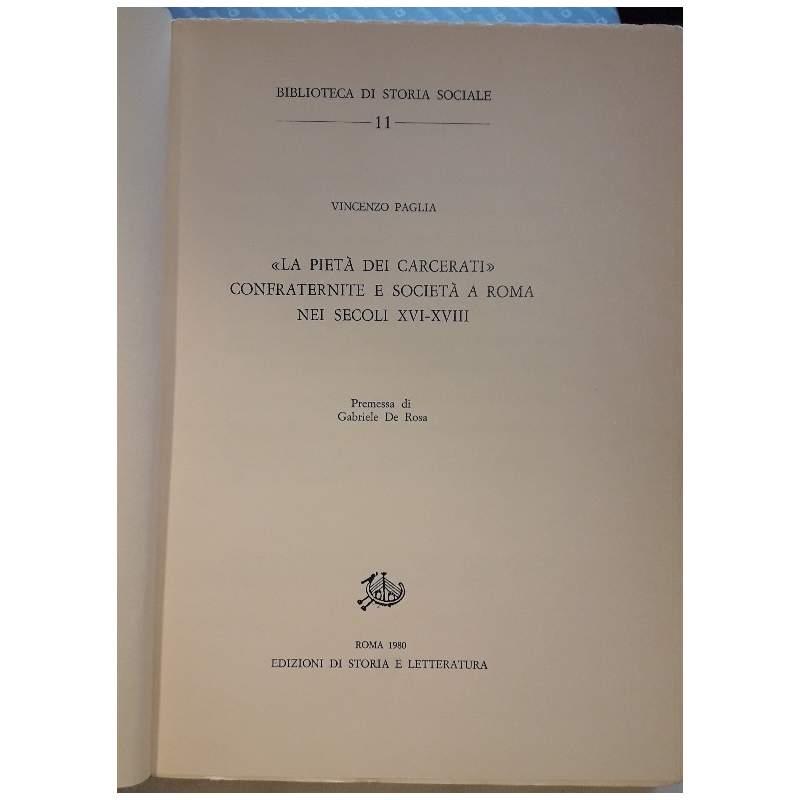 BIBLIOTECA DI STORIA SOCIALE
11
VINCENZO PAGLIA
«LA PIETÀ DEI CARCERATI»
CONFRATERNITE E SOCIETÀ A ROMA
NEI SECOLI XVI-XVIII
Premessa di
Gabriele De Rosa
ROMA 1980
EDIZIONI DI STORIA E LETTERATURA